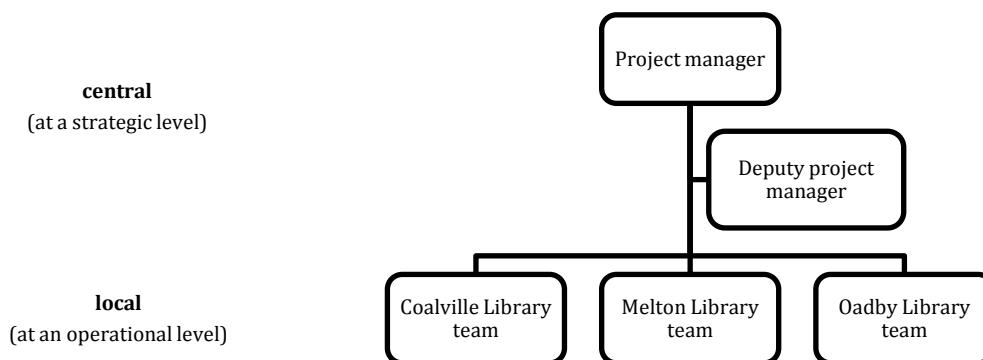 Project manager
central
(at a strategic level)
Deputy project
manager
local
(at an operational level)
Coalville Library
team
Melton Library
team
Oadby Library
team